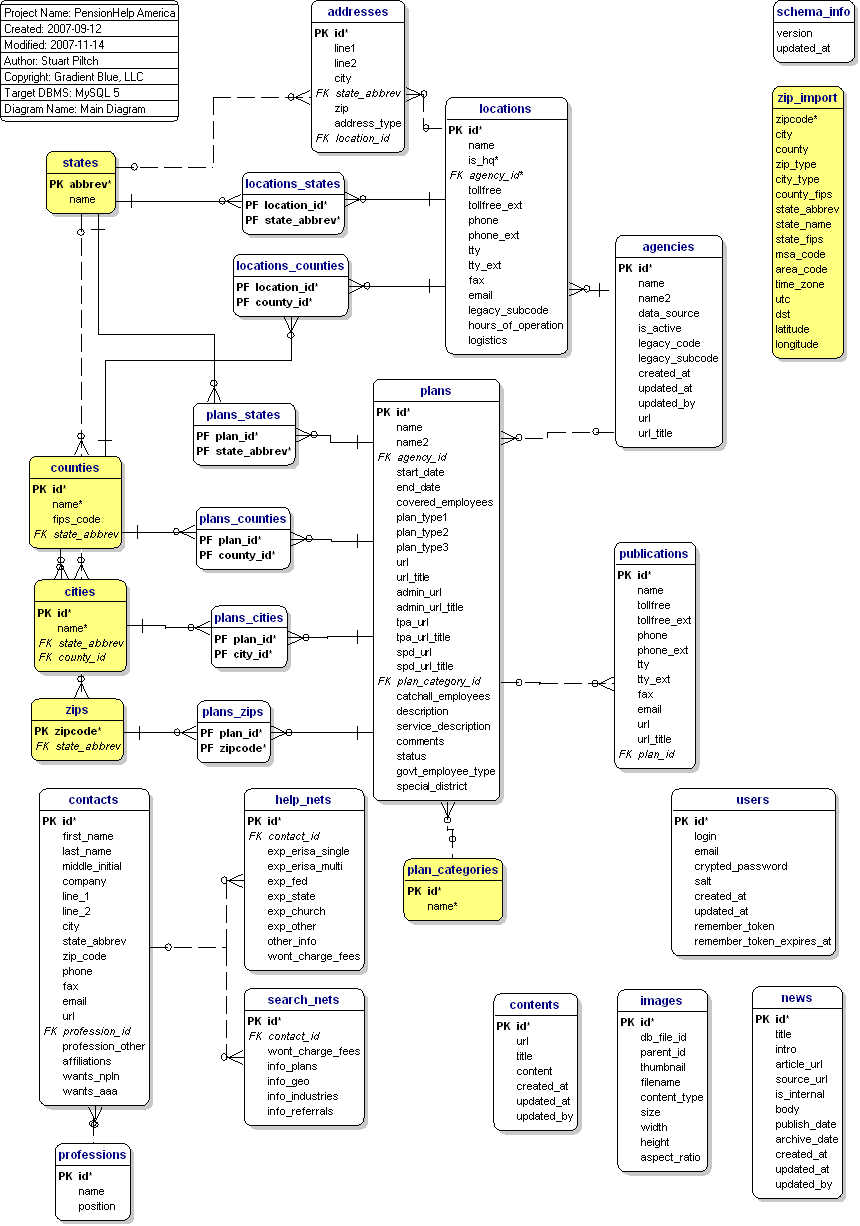 Project Name: PensionHelp America
Created: 2007-09-12
Modified: 2007-11-14
Author: Stuart Piltch
Copyright: Gradient Blue, LLC
Target DBMS: MySQL 5
Diagram Name: Main Diagram
addresses
PK id*
line1
line2
city
FK state_abbrev
zip
address_type
FK location_id
schema_info
version
updated_at
zip_import
zipcode*
city
county
zip_type
city_type
county_fips
state_abbrev
state_name
state_fips
msa_code
area_code
time_zone
utc
dst
latitude
longitude
locations
PK id*
name
is_hq*
FK agency_id*
tollfree
tollfree_ext
phone
phone_ext
tty
tty_ext
fax
email
legacy_subcode
hours_of_operation
logistics
states
PK abbrev*
name
locations_states
PF location_id*
PF state_abbrev*
locations_counties
PF location_id*
PF county_id*
agencies
PK id*
name
name2
data_source
is_active
legacy_code
legacy_subcode
created_at
updated_at
updated_by
url
url_title
plans
PK id*
name
name2
FK agency_id
start_date
end_date
covered_employees
plan_type1
plan_type2
plan_type3
url
url_title
admin_url
admin_url_title
tpa_url
tpa_url_title
spd_url
spd_url_title
FK plan_category_id
catchall_employees
description
service_description
comments
status
govt_employee_type
special_district
plans_states
PF plan_id*
PF state_abbrev*
counties
PK id*
name*
fips_code
FK state_abbrev
plans_counties
PF plan_id*
PF county_id*
cities
PK id*
name*
FK state_abbrev
FK county_id
plans_cities
PF plan_id*
PF city_id*
zips
PK zipcode*
FK state_abbrev
plans_zips
PF plan_id*
PF zipcode*
publications
PK id*
name
tollfree
tollfree_ext
phone
phone_ext
tty
tty_ext
fax
email
url
url_title
FK plan_id
contacts
PK id*
first_name
last_name
middle_initial
company
line_1
line_2
city
state_abbrev
zip_code
phone
fax
email
url
FK profession_id
profession_other
affiliations
wants_npln
wants_aaa
help_nets
PK id*
FK contact_id
exp_erisa_single
exp_erisa_multi
exp_fed
exp_state
exp_church
exp_other
other_info
wont_charge_fees
plan_categories
PK id*
name*
users
PK id*
login
email
crypted_password
salt
created_at
updated_at
remember_token
remember_token_expires_at
search_nets
PK id*
FK contact_id
wont_charge_fees
info_plans
info_geo
info_industries
info_referrals
contents
PK id*
url
title
content
created_at
updated_at
updated_by
images
PK id*
db_file_id
parent_id
thumbnail
filename
content_type
size
width
height
aspect_ratio
news
PK id*
title
intro
article_url
source_url
is_internal
body
publish_date
archive_date
created_at
updated_at
updated_by
professions
PK id*
name
position